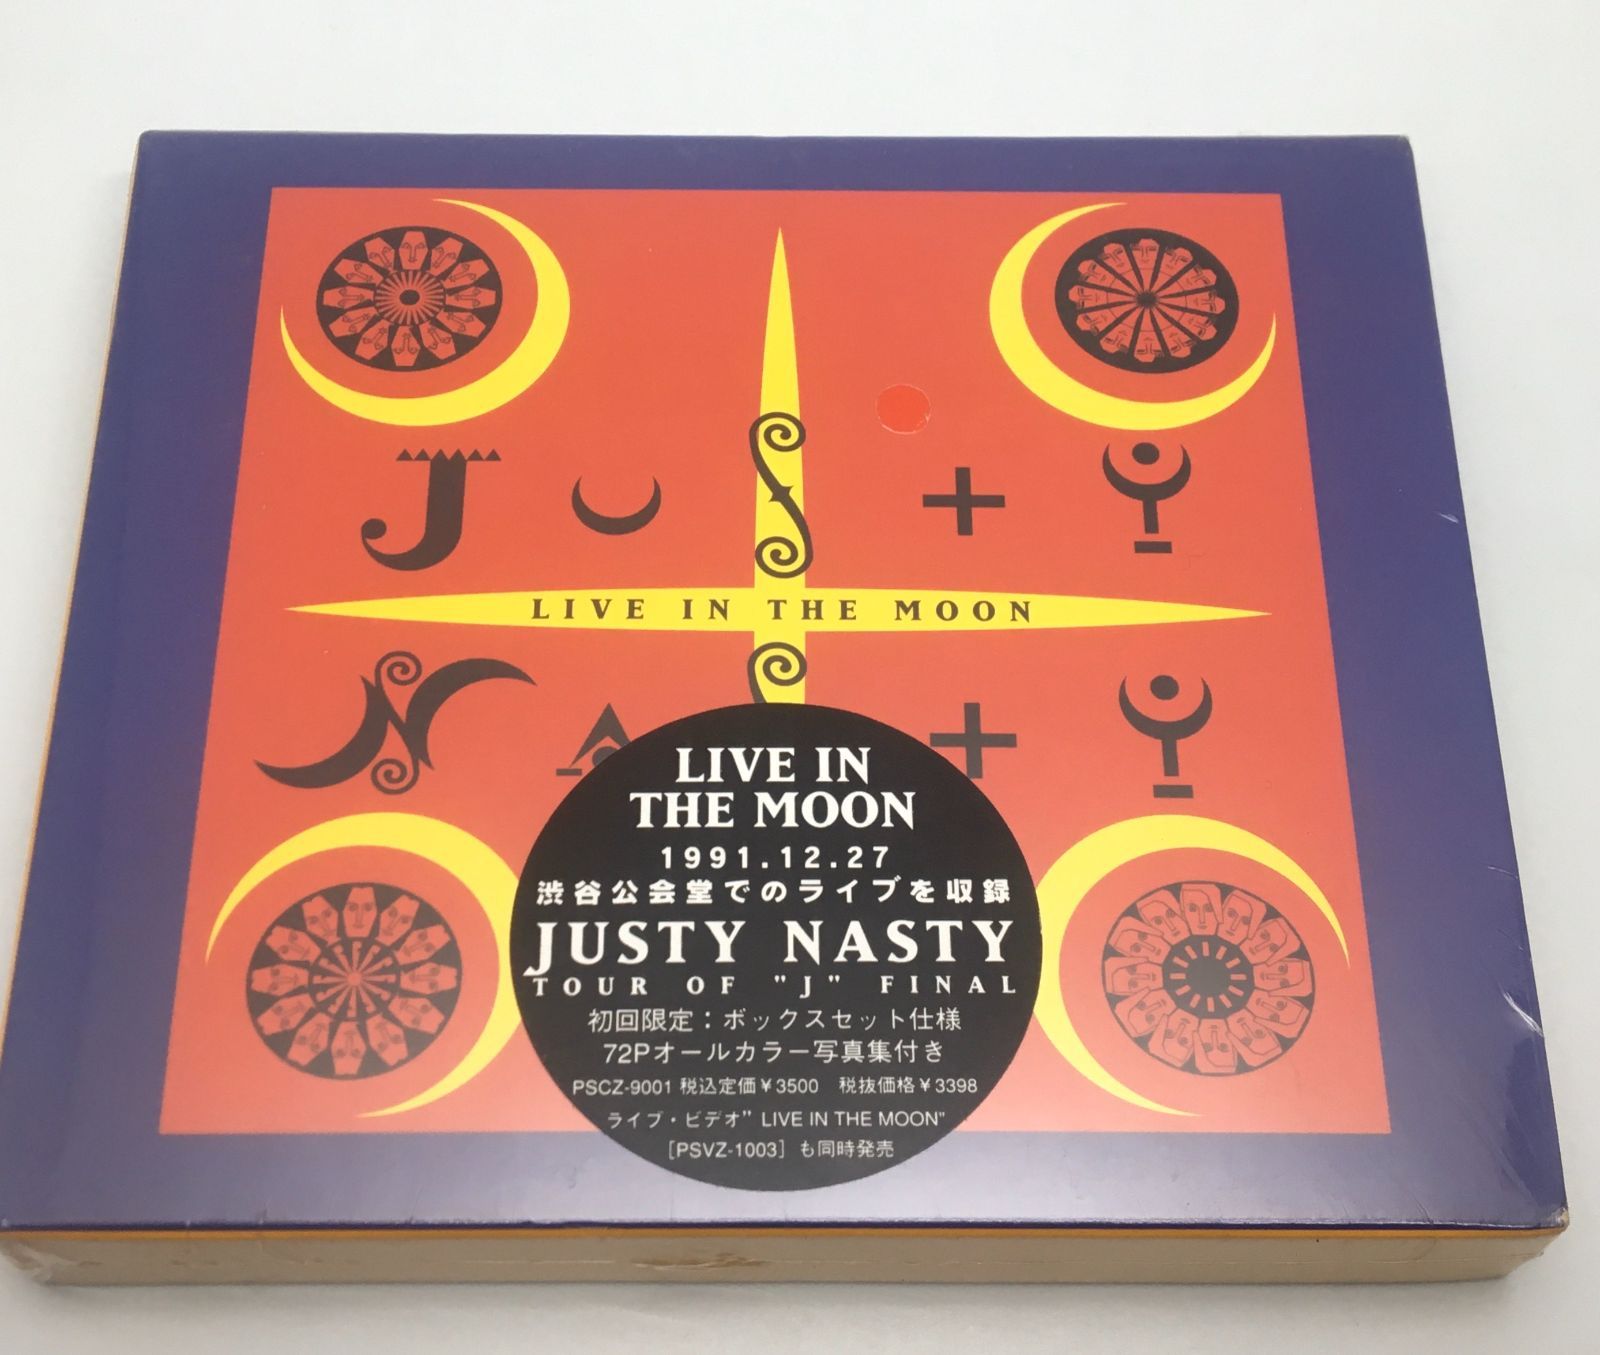 JUSTY
LIVE IN THE MOON
NASTY
LIVE IN
THE MOON
1991.12.27
渋谷公会堂でのライブを収録
JUSTY NASTY
TOUR OF "J" FINAL
初回限定：ボックスセット仕様
72Pオールカラー写真集付き
PSCZ-9001 税込定価¥3500 税抜価格¥3398
ライブ・ビデオ” LIVE IN THE MOON”
［PSVZ-1003］も同時発売